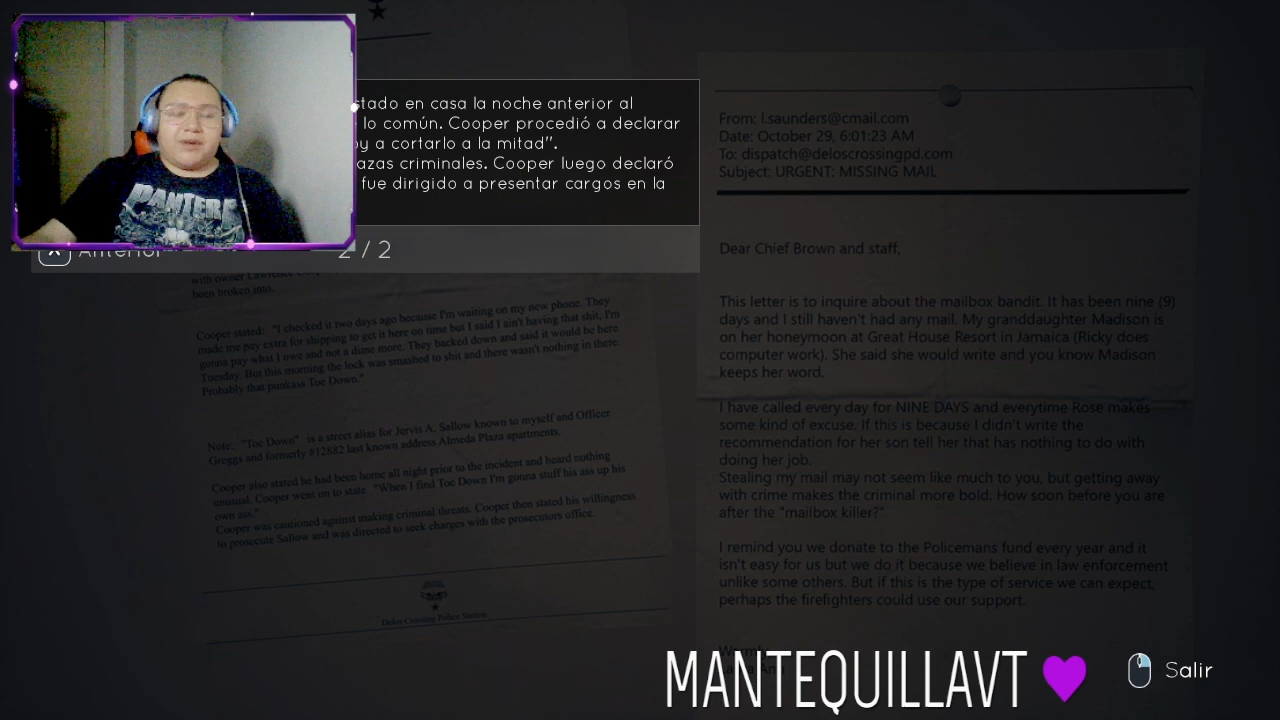 PANTERA
stado en casa la noche anterior al
lo común. Cooper procedió a declarar
y a cortarlo a la mitad".
azas criminales. Cooper luego declaró
fue dirigido a presentar cargos en la
Anterior
2 / 2
with owner Lawrence
been broken into.
Cooper stated: "I checked it two days ago because I'm waiting on my new phone. They
made me pay extra for shipping to get it here on time but I said I ain't having that shit, I'm
gonna pay what I owe and not a dime more. They backed down and said it would be here
Tuesday. But this morning the lock was smashed to shit and there wasn't nothing in there.
Probably that punkass Toe Down."
Note: "Toe Down" is a street alias for Jervis A. Sallow known to myself and Officer
Greggs and formerly #12882 last known address Almeda Plaza apartments.
Cooper also stated he had been home all night prior to the incident and heard nothing
unusual. Cooper went on to state "When I find Toe Down I'm gonna stuff his ass up his
own ass."
Cooper was cautioned against making criminal threats. Cooper then stated his willingness
to prosecute Sallow and was directed to seek charges with the prosecutors office.
Delos Crossing Police Station
From: l.saunders@cmail.com
Date: October 29, 6:01:23 AM
To: dispatch@deloscrossingpd.com
Subject: URGENT: MISSING MAIL
Dear Chief Brown and staff,
This letter is to inquire about the mailbox bandit. It has been nine (9)
days and I still haven't had any mail. My granddaughter Madison is
on her honeymoon at Great House Resort in Jamaica (Ricky does
computer work). She said she would write and you know Madison
keeps her word.
I have called every day for NINE DAYS and everytime Rose makes
some kind of excuse. If this is because I didn't write the
recommendation for her son tell her that has nothing to do with
doing her job.
Stealing my mail may not seem like much to you, but getting away
with crime makes the criminal more bold. How soon before you are
after the "mailbox killer?"
I remind you we donate to the Policemans fund every year and it
isn't easy for us but we do it because we believe in law enforcement
unlike some others. But if this is the type of service we can expect,
perhaps the firefighters could use our support.
MANTEQUILLAVT
Salir